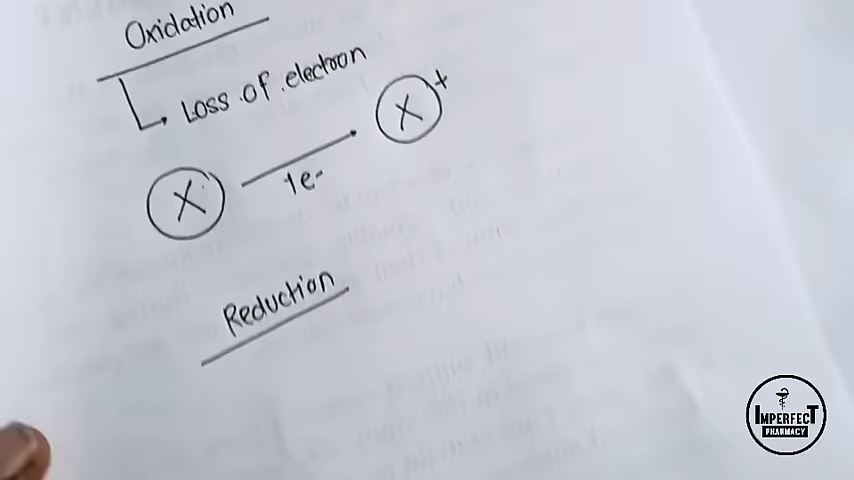 Oxidation
Loss of electron
X
1e-
X+
Reduction
IMPERFECT
PHARMACY